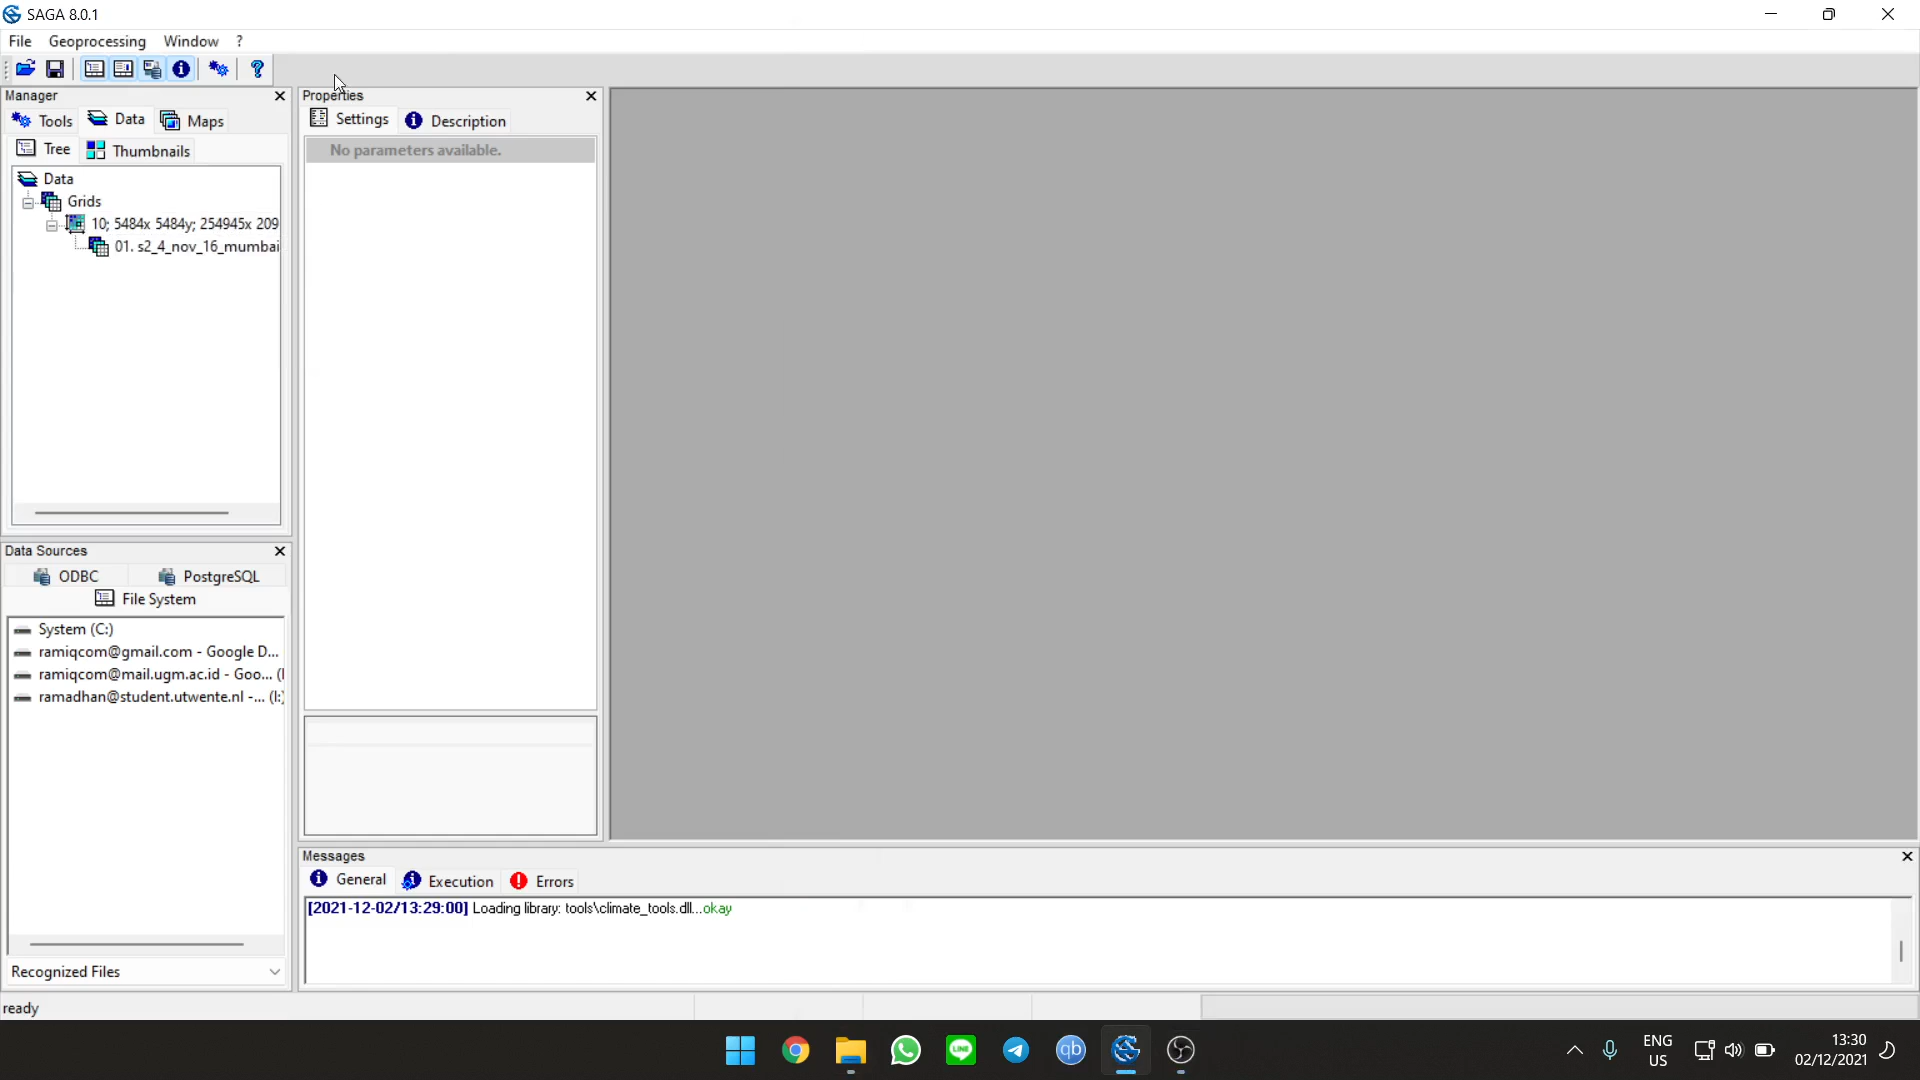 SAGA 8.0.1
File Geoprocessing Window ?
Manager
Properties
Tools Data Maps
Settings Description
Tree Thumbnails
No parameters available.
Data
Grids
10; 5484x 5484y; 254945x 209
01. s2_4_nov_16_mumbai
Data Sources
ODBC PostgreSQL
File System
System (C:)
ramiqcom@gmail.com - Google D...
ramiqcom@mail.ugm.ac.id - Goo... (
ramadhan@student.utwente.nl -... (I:)
Recognized Files
Messages
General Execution Errors
[2021-12-02/13:29:00] Loading library: tools\climate_tools.dll...okay
ready
LINE
qb
ENG
US
13:30
02/12/2021